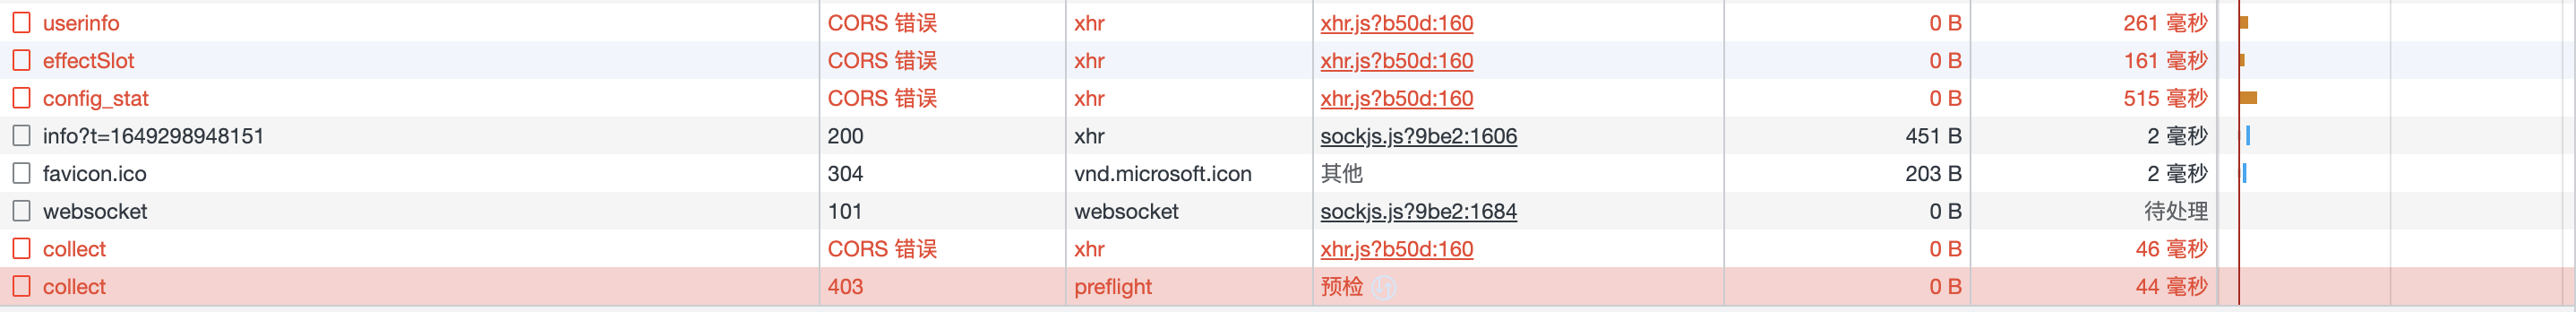 userinfo CORS 错误 xhr xhr.js?b50d:160 0 B 261 毫秒
effectSlot CORS 错误 xhr xhr.js?b50d:160 0 B 161 毫秒
config_stat CORS 错误 xhr xhr.js?b50d:160 0 B 515 毫秒
info?t=1649298948151 200 xhr sockjs.js?9be2:1606 451 B 2 毫秒
favicon.ico 304 vnd.microsoft.icon 其他 203 B 2 毫秒
websocket 101 websocket sockjs.js?9be2:1684 0 B 待处理
collect CORS 错误 xhr xhr.js?b50d:160 0 B 46 毫秒
collect 403 preflight 预检 0 B 44 毫秒